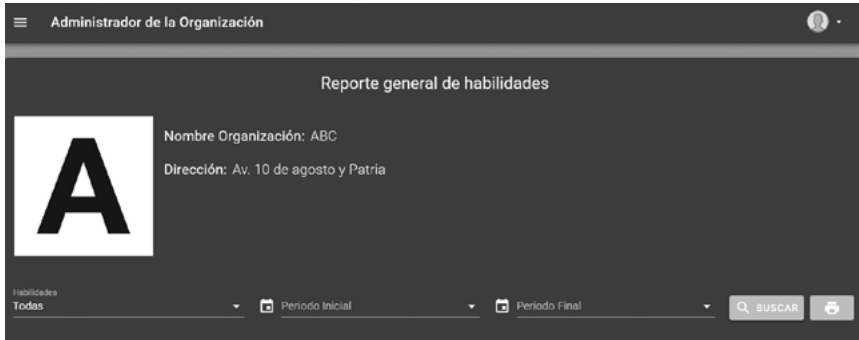 Administrador de la Organización
Reporte general de habilidades
A
Nombre Organización: ABC
Dirección: Av. 10 de agosto y Patria
Habilidades
Todas
Periodo Inicial
Periodo Final
BUSCAR